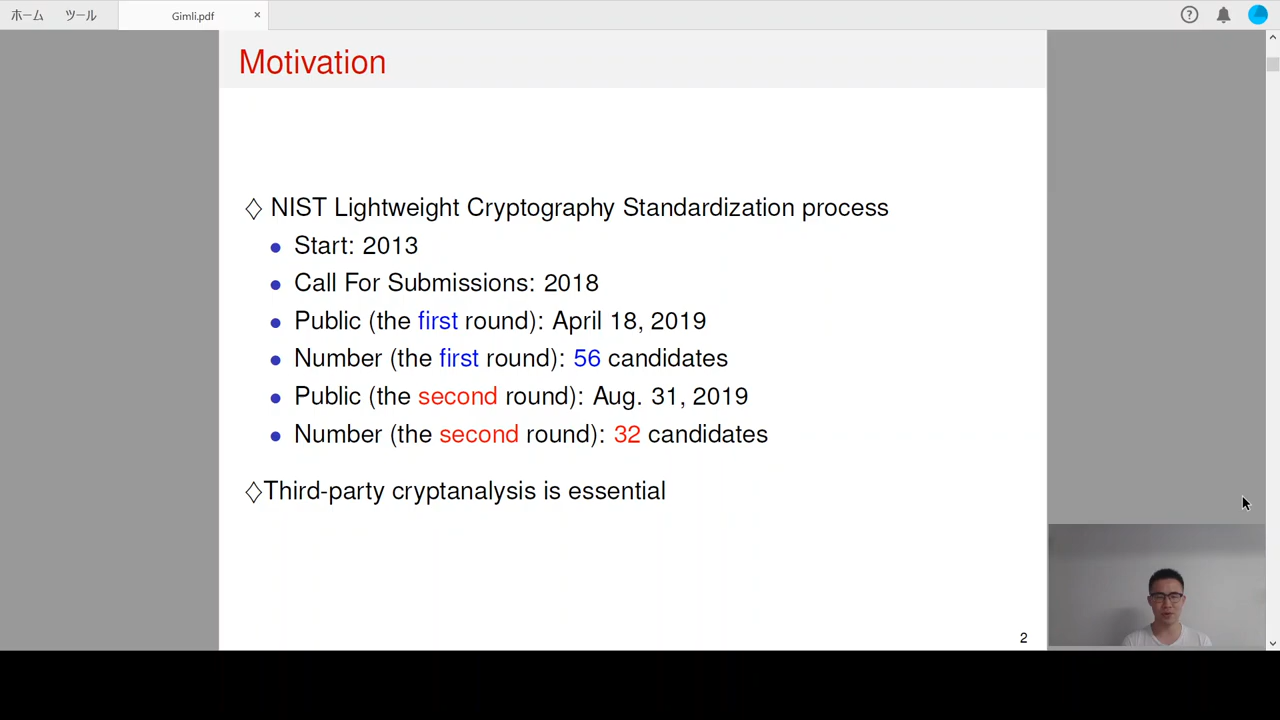 ホーム ツール Gimli.pdf ×
Motivation
◇ NIST Lightweight Cryptography Standardization process
• Start: 2013
• Call For Submissions: 2018
• Public (the first round): April 18, 2019
• Number (the first round): 56 candidates
• Public (the second round): Aug. 31, 2019
• Number (the second round): 32 candidates
◇Third-party cryptanalysis is essential
2